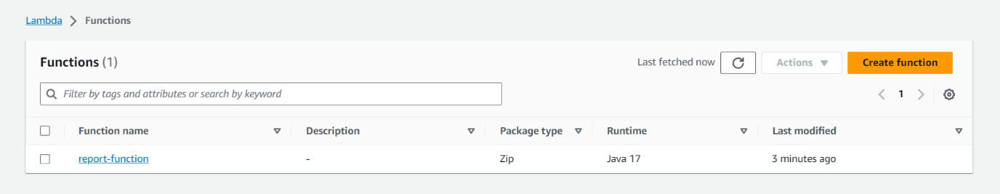 Lambda > Functions
Functions (1) Last fetched now Actions Create function
Filter by tags and attributes or search by keyword 1
Function name Description Package type Runtime Last modified
report-function - Zip Java 17 3 minutes ago